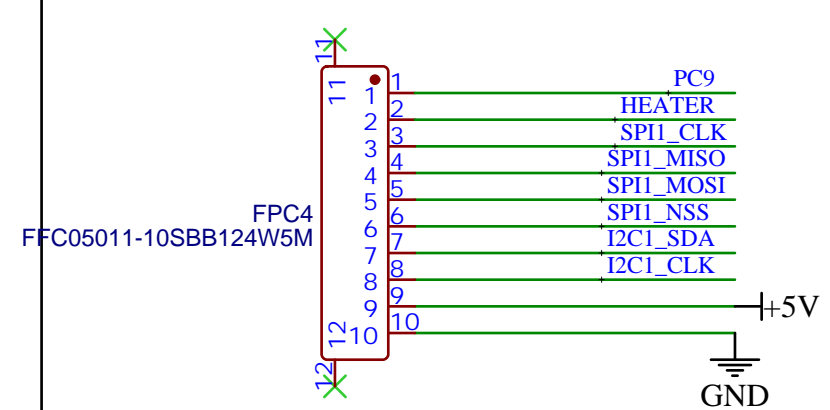 11
11
1 1 PC9
2 2 HEATER
3 3 SPI1_CLK
4 4 SPI1_MISO
5 5 SPI1_MOSI
FPC4
6 6 SPI1_NSS
FFC05011-10SBB124W5M
7 7 I2C1_SDA
8 8 I2C1_CLK
9 9 +5V
10 10
12
12
GND